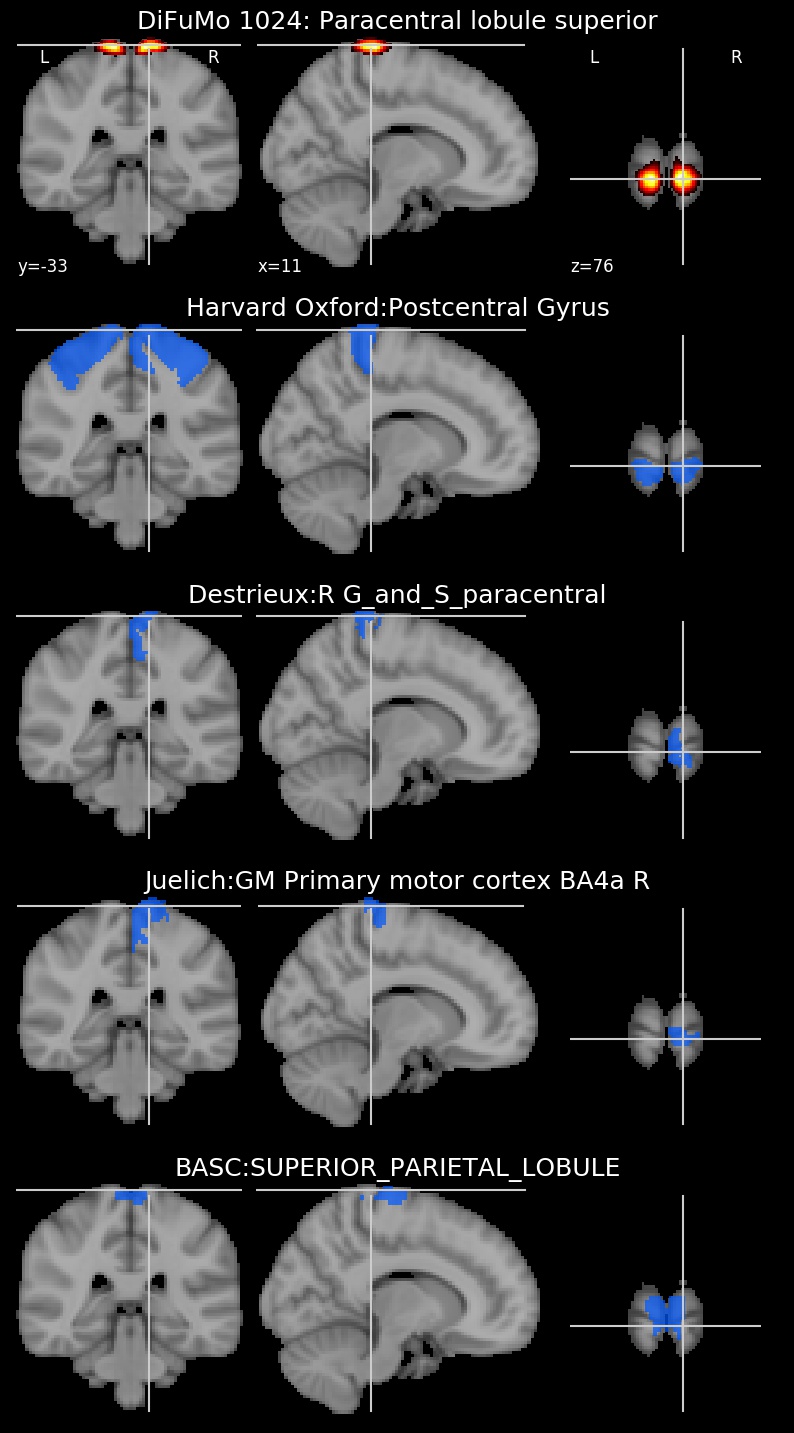 DiFuMo 1024: Paracentral lobule superior
L R L R
y=-33 x=11 z=76
Harvard Oxford:Postcentral Gyrus
Destrieux:R G_and_S_paracentral
Juelich:GM Primary motor cortex BA4a R
BASC:SUPERIOR_PARIETAL_LOBULE